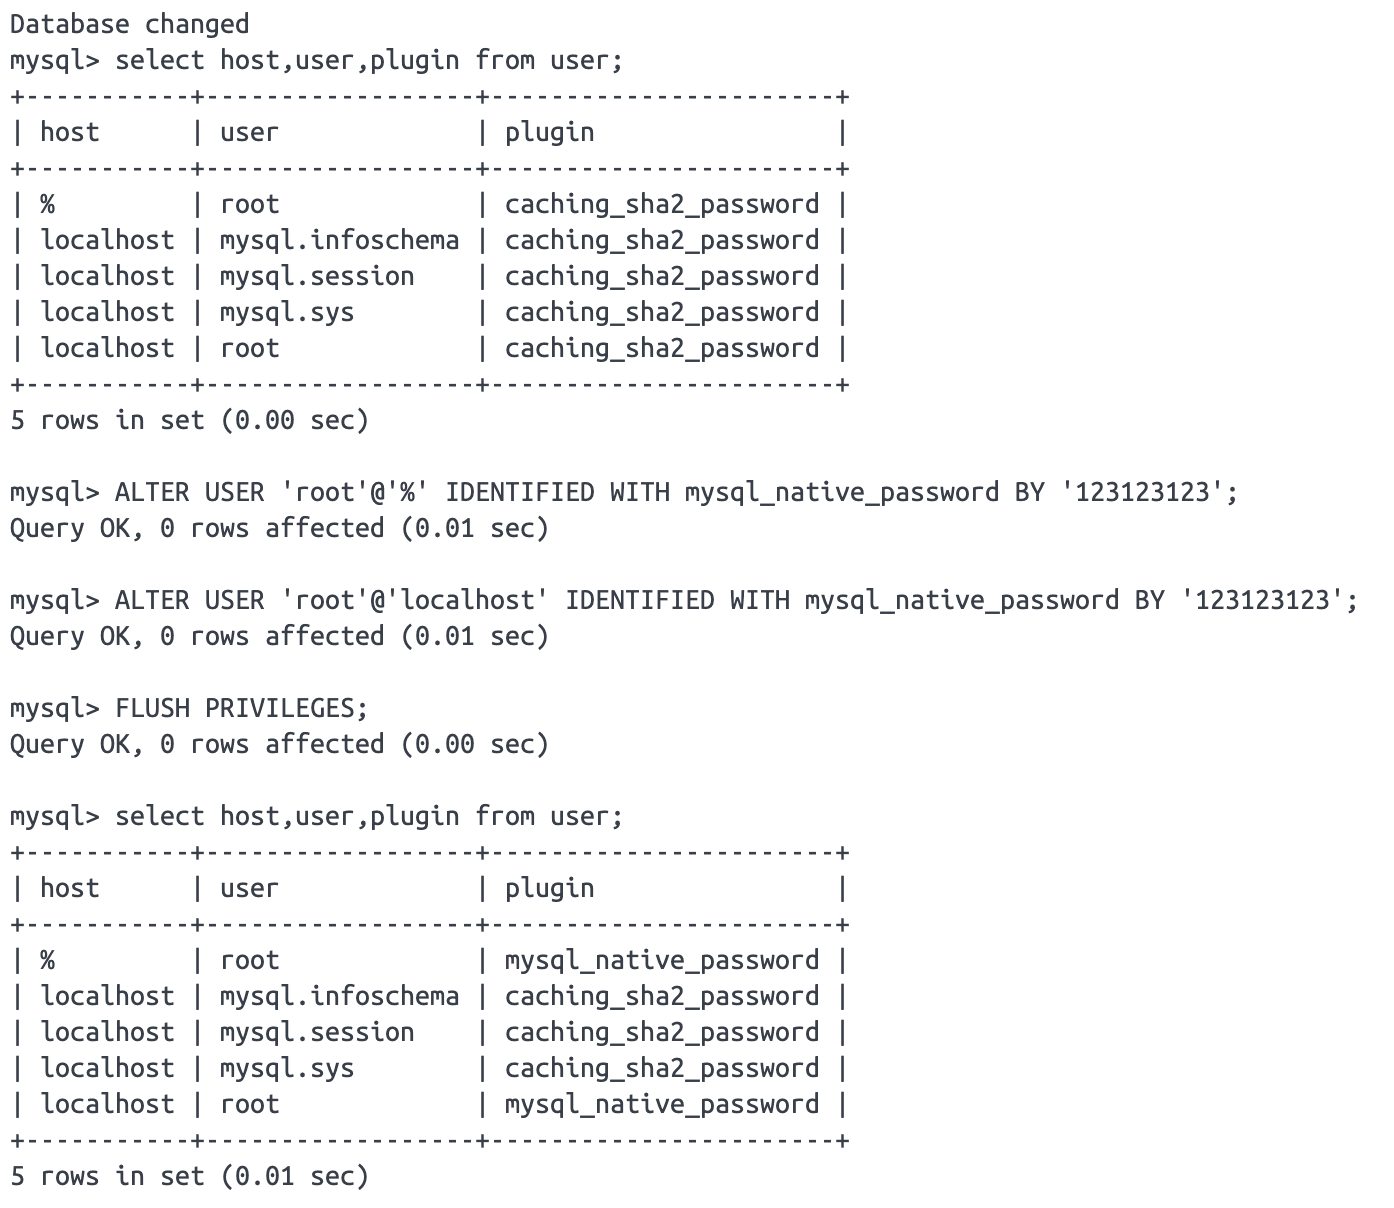 Database changed
mysql> select host,user,plugin from user;
+-----------+------------------+-----------------------+
| host      | user             | plugin                |
+-----------+------------------+-----------------------+
| %         | root             | caching_sha2_password |
| localhost | mysql.infoschema | caching_sha2_password |
| localhost | mysql.session    | caching_sha2_password |
| localhost | mysql.sys        | caching_sha2_password |
| localhost | root             | caching_sha2_password |
+-----------+------------------+-----------------------+
5 rows in set (0.00 sec)

mysql> ALTER USER 'root'@'%' IDENTIFIED WITH mysql_native_password BY '123123123';
Query OK, 0 rows affected (0.01 sec)

mysql> ALTER USER 'root'@'localhost' IDENTIFIED WITH mysql_native_password BY '123123123';
Query OK, 0 rows affected (0.01 sec)

mysql> FLUSH PRIVILEGES;
Query OK, 0 rows affected (0.00 sec)

mysql> select host,user,plugin from user;
+-----------+------------------+-----------------------+
| host      | user             | plugin                |
+-----------+------------------+-----------------------+
| %         | root             | mysql_native_password |
| localhost | mysql.infoschema | caching_sha2_password |
| localhost | mysql.session    | caching_sha2_password |
| localhost | mysql.sys        | caching_sha2_password |
| localhost | root             | mysql_native_password |
+-----------+------------------+-----------------------+
5 rows in set (0.01 sec)